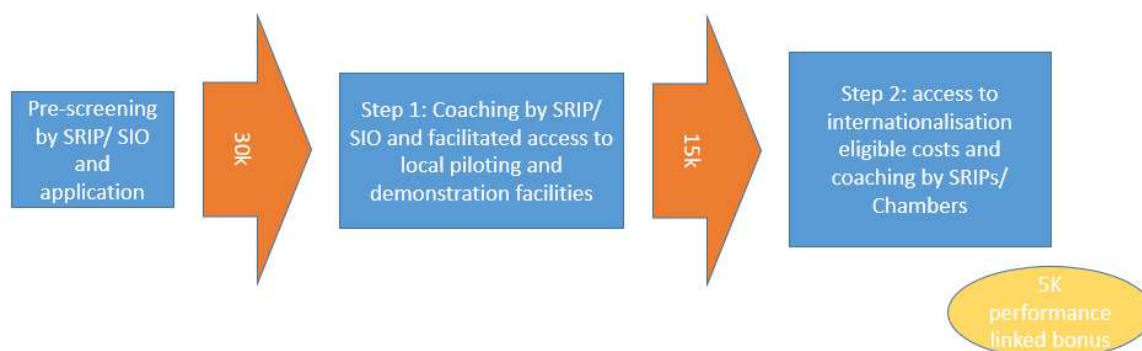 Pre-screening
by SRIP/ SIO
and
application
30k
Step 1: Coaching by SRIP/
SIO and facilitated access to
local piloting and
demonstration facilities
15k
Step 2: access to
internationalisation
eligible costs and
coaching by SRIPs/
Chambers
5K
performance
linked bonus